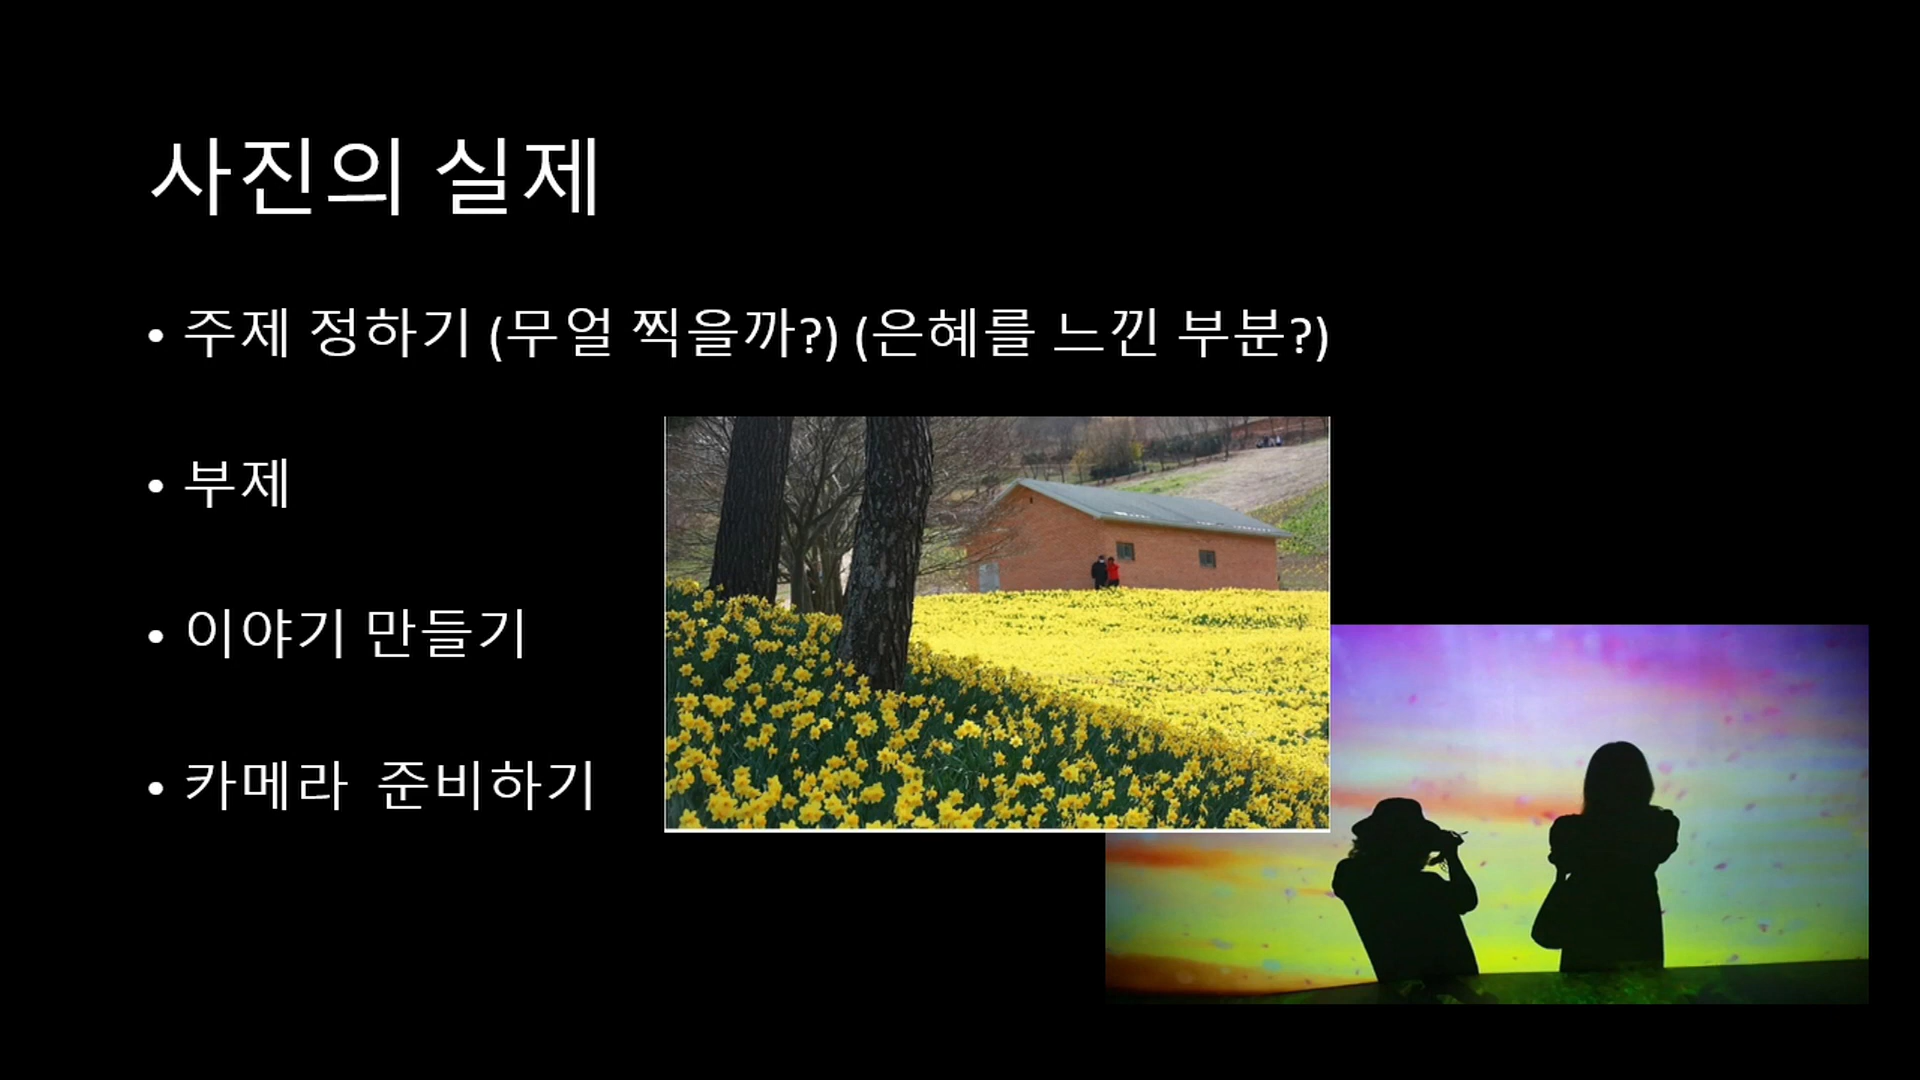 사진의 실제
• 주제 정하기 (무얼 찍을까?) (은혜를 느낀 부분?)
• 부제
• 이야기 만들기
• 카메라  준비하기